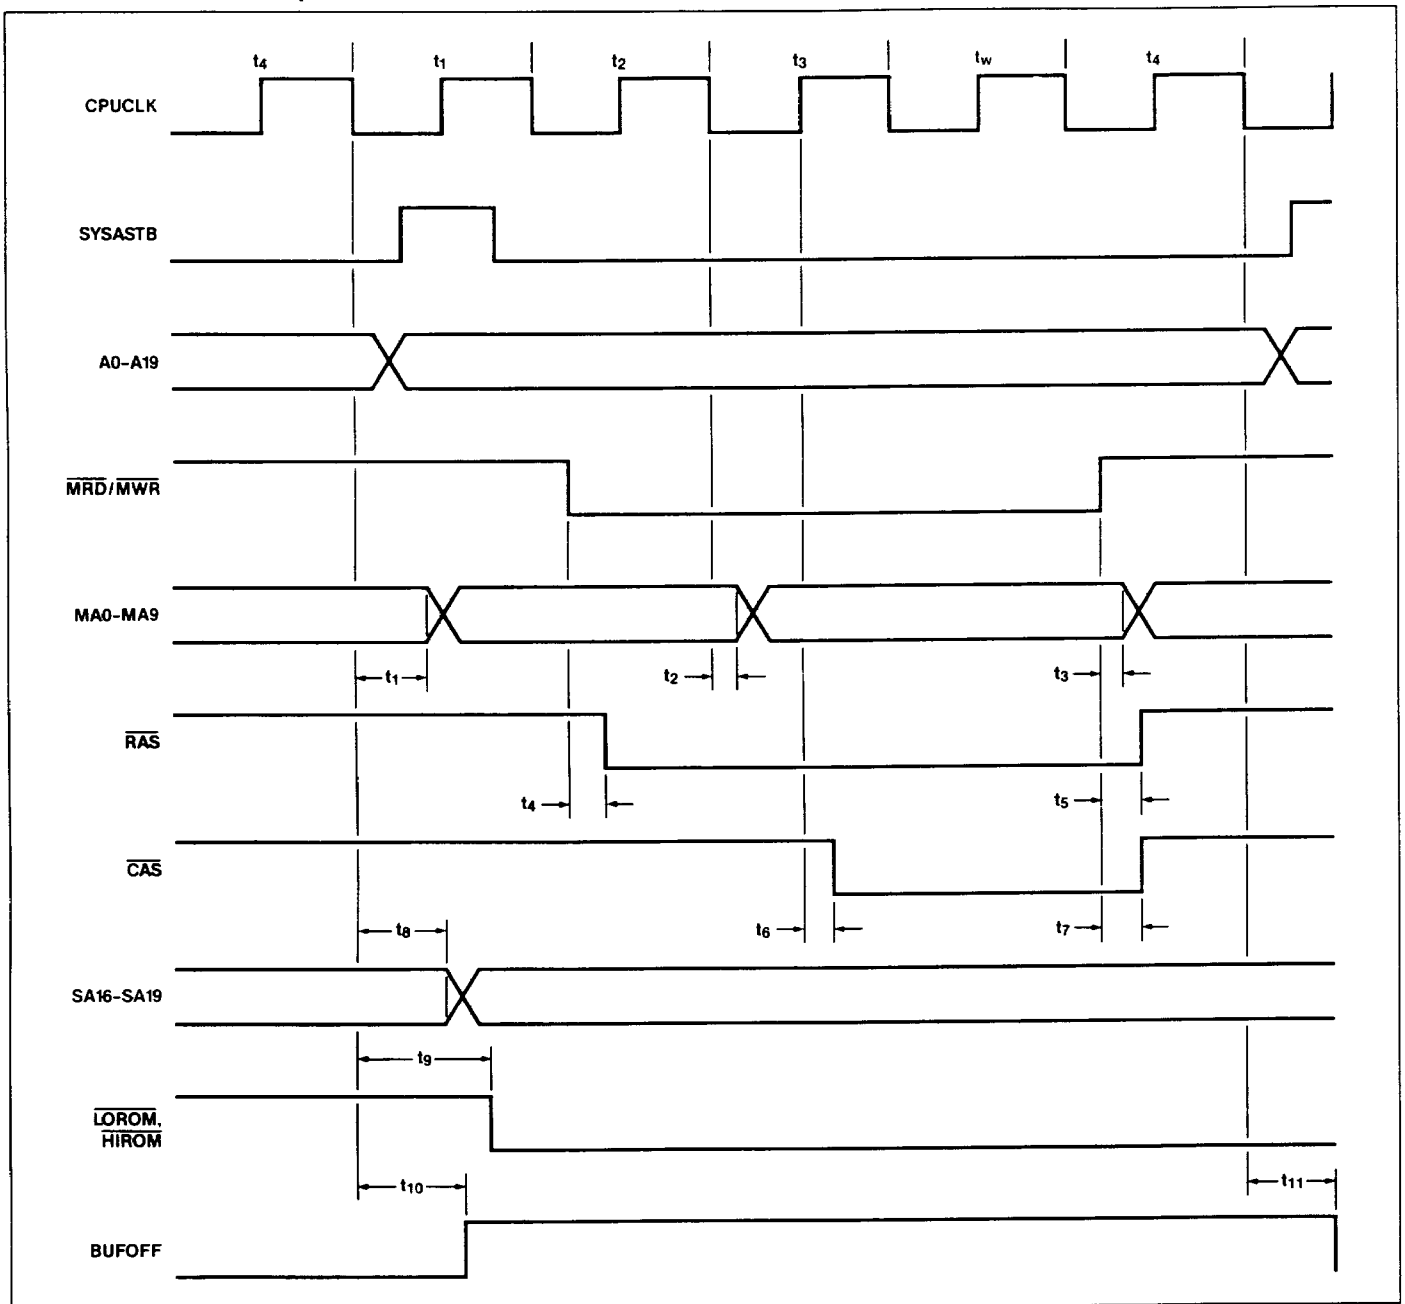 t4 t1 t2 t3 tw t4
CPUCLK
SYSASTB
A0-A19
MRD/MWR
MA0-MA9
t1 t2 t3
RAS
t4 t5
CAS
t8 t6 t7
SA16-SA19
t9
LOROM,
HIROM
t10 t11
BUFOFF